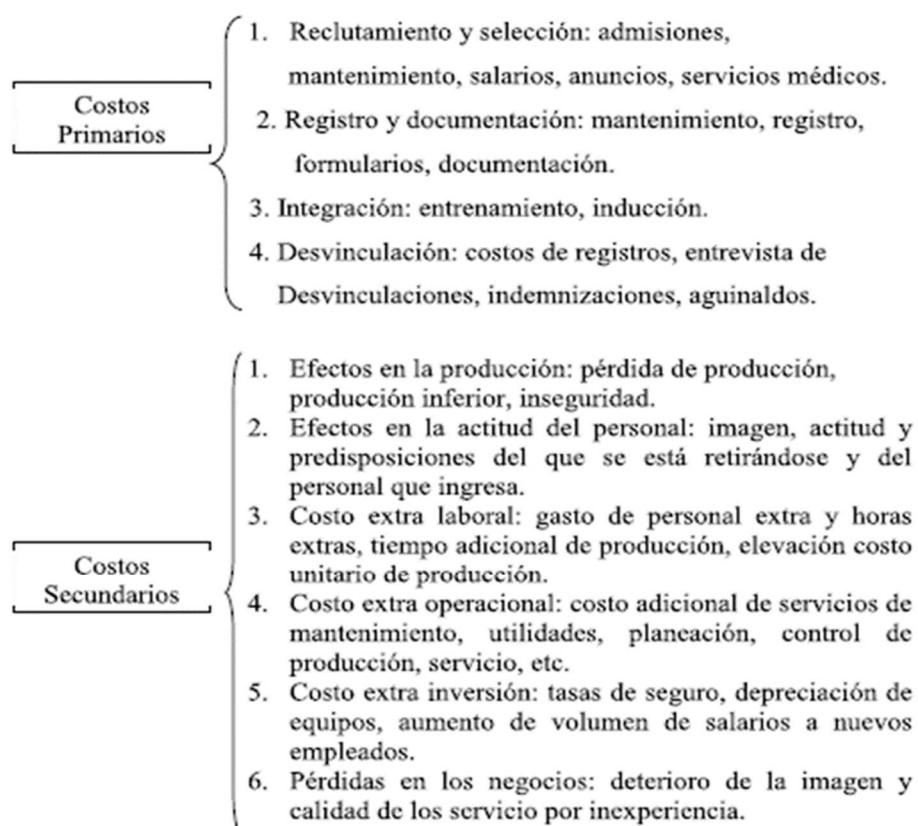 Costos
Primarios
1. Reclutamiento y selección: admisiones,
mantenimiento, salarios, anuncios, servicios médicos.
2. Registro y documentación: mantenimiento, registro,
formularios, documentación.
3. Integración: entrenamiento, inducción.
4. Desvinculación: costos de registros, entrevista de
Desvinculaciones, indemnizaciones, aguinaldos.
Costos
Secundarios
1. Efectos en la producción: pérdida de producción,
producción inferior, inseguridad.
2. Efectos en la actitud del personal: imagen, actitud y
predisposiciones del que se está retirándose y del
personal que ingresa.
3. Costo extra laboral: gasto de personal extra y horas
extras, tiempo adicional de producción, elevación costo
unitario de producción.
4. Costo extra operacional: costo adicional de servicios de
mantenimiento, utilidades, planeación, control de
producción, servicio, etc.
5. Costo extra inversión: tasas de seguro, depreciación de
equipos, aumento de volumen de salarios a nuevos
empleados.
6. Pérdidas en los negocios: deterioro de la imagen y
calidad de los servicio por inexperiencia.